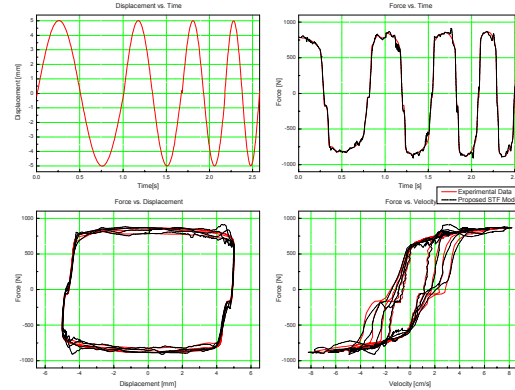 Displacement vs. Time
Displacement [mm]
5
4
3
2
1
0
-1
-2
-3
-4
-5
0.0 0.5 1.0 1.5 2.0 2.5
Time[s]
Force vs. Time
Force [N]
1000
500
0
-500
-1000
0.0 0.5 1.0 1.5 2.0 2.5
Time [s]
Experimental Data
Proposed STF Mod
Force vs. Displacement
Force [N]
1000
500
0
-500
-1000
-6 -4 -2 0 2 4 6
Displacement [mm]
Force vs. Velocity
Force [N]
1000
500
0
-500
-1000
-8 -6 -4 -2 0 2 4 6 8
Velocity [cm/s]